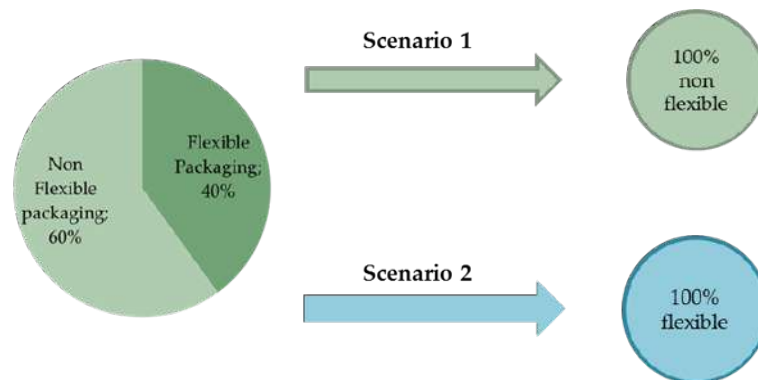 Scenario 1
100%
non
flexible
Flexible
Packaging;
40%
Non
Flexible
packaging;
60%
Scenario 2
100%
flexible